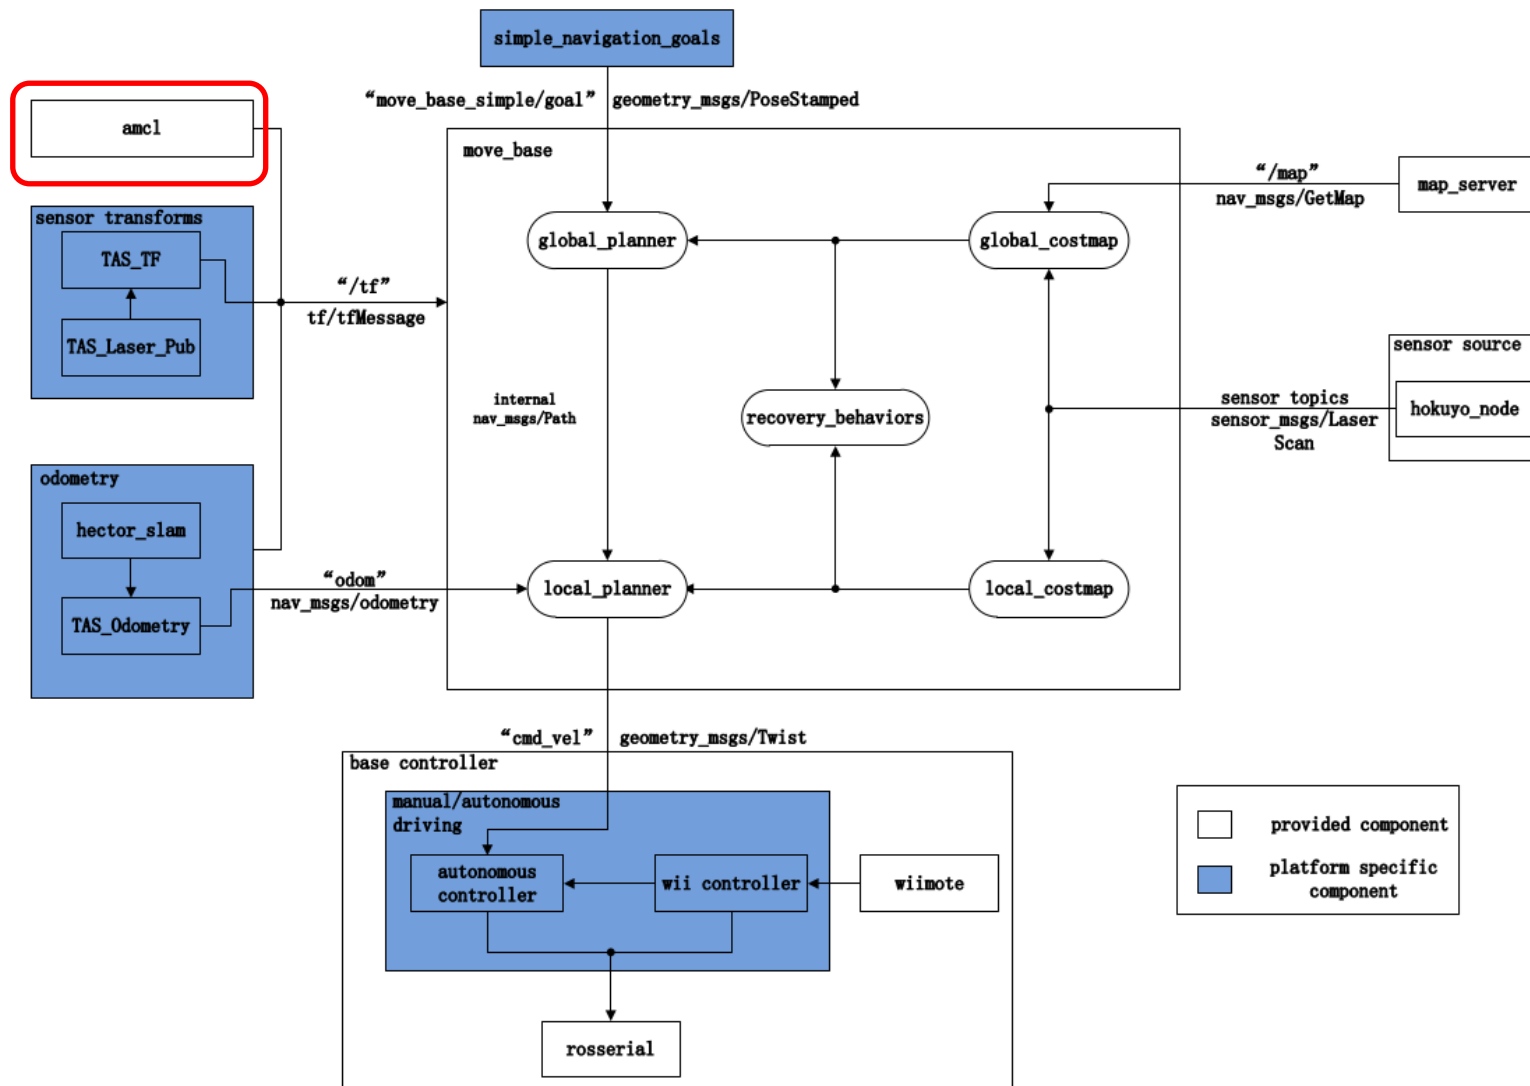 simple_navigation_goals
“move_base_simple/goal” geometry_msgs/PoseStamped
amcl
move_base
“/map”
nav_msgs/GetMap
map_server
sensor transforms
TAS_TF
TAS_Laser_Pub
global_planner
global_costmap
“/tf”
tf/tfMessage
internal
nav_msgs/Path
recovery_behaviors
sensor topics
sensor_msgs/Laser
Scan
sensor source
hokuyo_node
odometry
hector_slam
TAS_Odometry
“odom”
nav_msgs/odometry
local_planner
local_costmap
“cmd_vel” geometry_msgs/Twist
base controller
manual/autonomous
driving
autonomous
controller
wii controller
wiimote
rosserial
provided component
platform specific
component